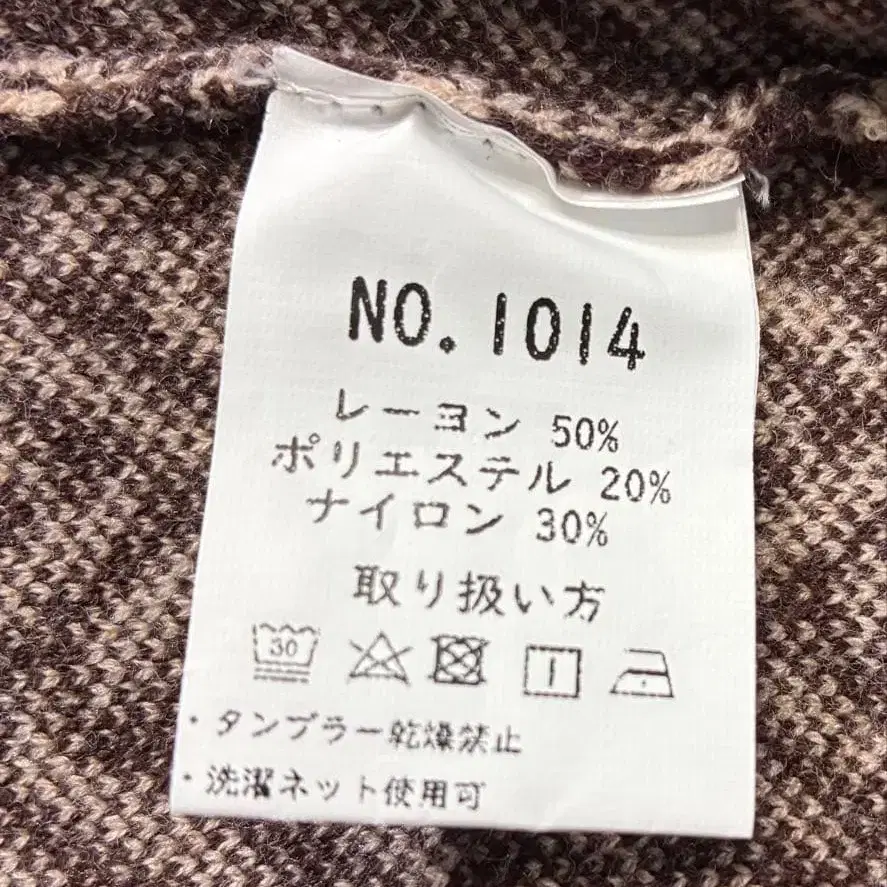 NO. 1014
レーヨン 50%
ポリエステル 20%
ナイロン 30%
取り扱い方
30
・タンブラー乾燥禁止
・洗濯ネット使用可